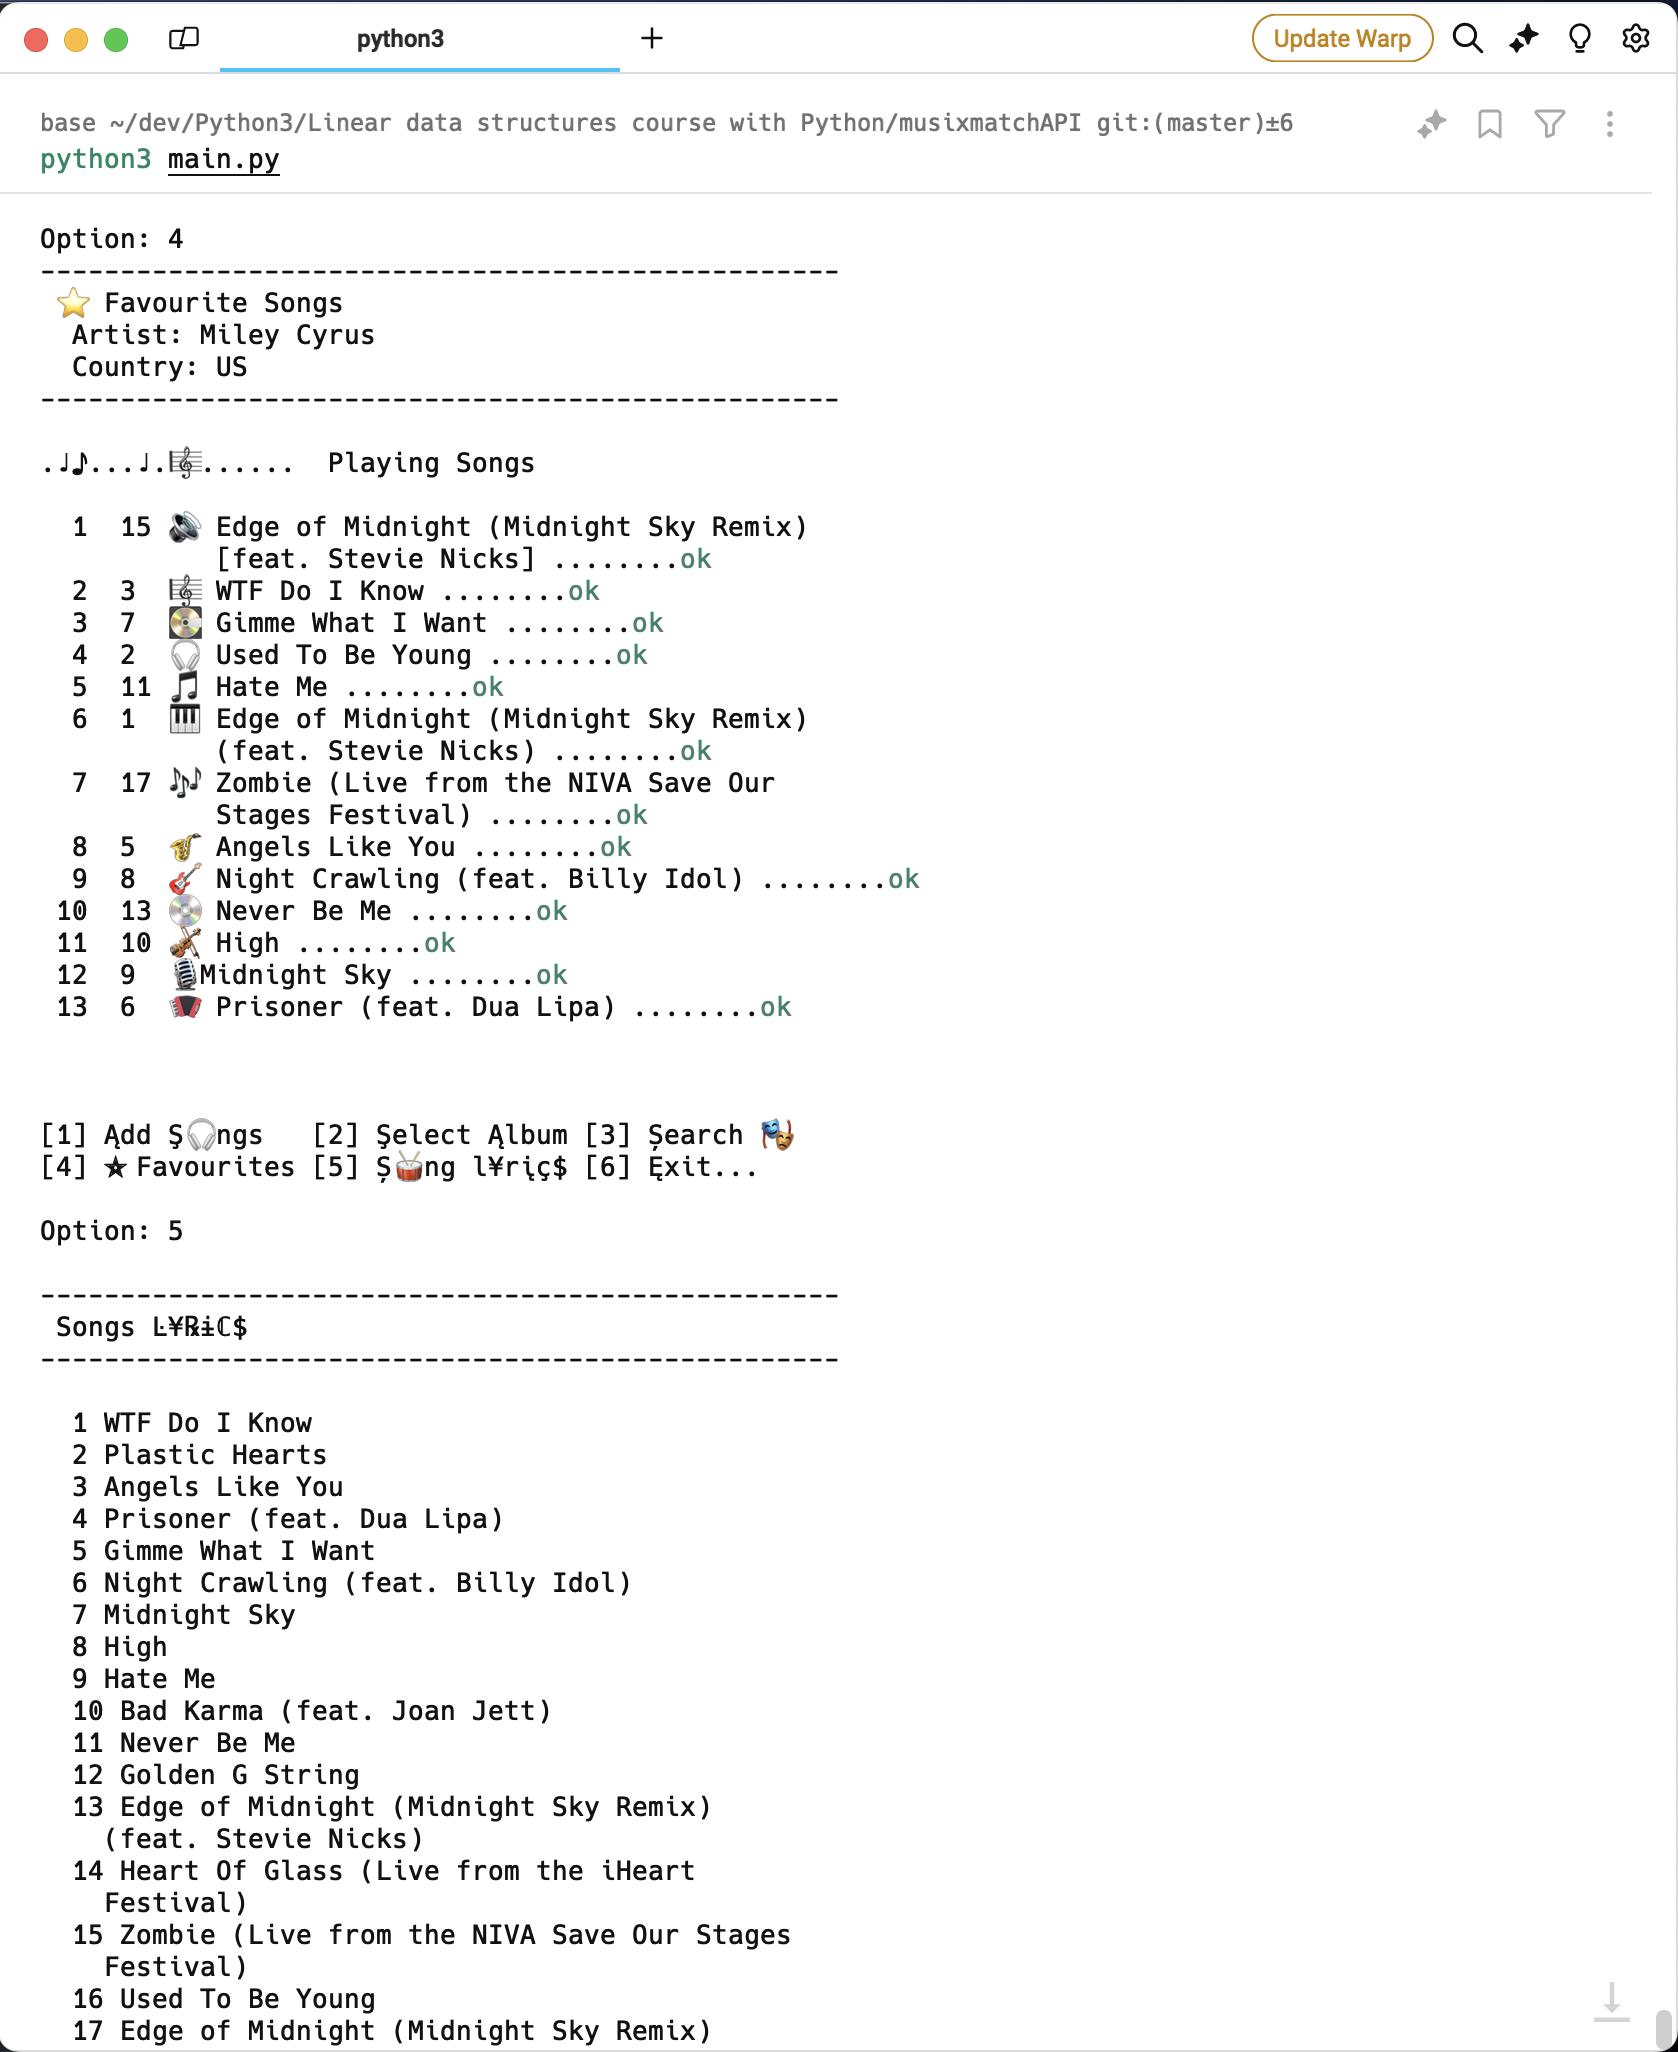 python3
Update Warp
base ~/dev/Python3/Linear data structures course with Python/musixmatchAPI git:(master)±6
python3 main.py
Option: 4
--------------------------------------------------
⭐ Favourite Songs
Artist: Miley Cyrus
Country: US
--------------------------------------------------
.♩♪...♩.🎼...... Playing Songs
1 15 🔊 Edge of Midnight (Midnight Sky Remix)
[feat. Stevie Nicks] ........ok
2 3 🎼 WTF Do I Know ........ok
3 7 💽 Gimme What I Want ........ok
4 2 🎧 Used To Be Young ........ok
5 11 🎵 Hate Me ........ok
6 1 🎹 Edge of Midnight (Midnight Sky Remix)
(feat. Stevie Nicks) ........ok
7 17 🎶 Zombie (Live from the NIVA Save Our
Stages Festival) ........ok
8 5 🎷 Angels Like You ........ok
9 8 🎸 Night Crawling (feat. Billy Idol) ........ok
10 13 💿 Never Be Me ........ok
11 10 🎻 High ........ok
12 9 🎙Midnight Sky ........ok
13 6 🪗 Prisoner (feat. Dua Lipa) ........ok
[1] Ądd Ş🎧ngs [2] Şelect Ąlbum [3] Șearch 🎭
[4] ★ Favourites [5] Ș🥁ng l¥rįç$ [6] Ęxit...
Option: 5
--------------------------------------------------
Songs Ŀ¥Rɨℂ$
--------------------------------------------------
1 WTF Do I Know
2 Plastic Hearts
3 Angels Like You
4 Prisoner (feat. Dua Lipa)
5 Gimme What I Want
6 Night Crawling (feat. Billy Idol)
7 Midnight Sky
8 High
9 Hate Me
10 Bad Karma (feat. Joan Jett)
11 Never Be Me
12 Golden G String
13 Edge of Midnight (Midnight Sky Remix)
(feat. Stevie Nicks)
14 Heart Of Glass (Live from the iHeart
Festival)
15 Zombie (Live from the NIVA Save Our Stages
Festival)
16 Used To Be Young
17 Edge of Midnight (Midnight Sky Remix)